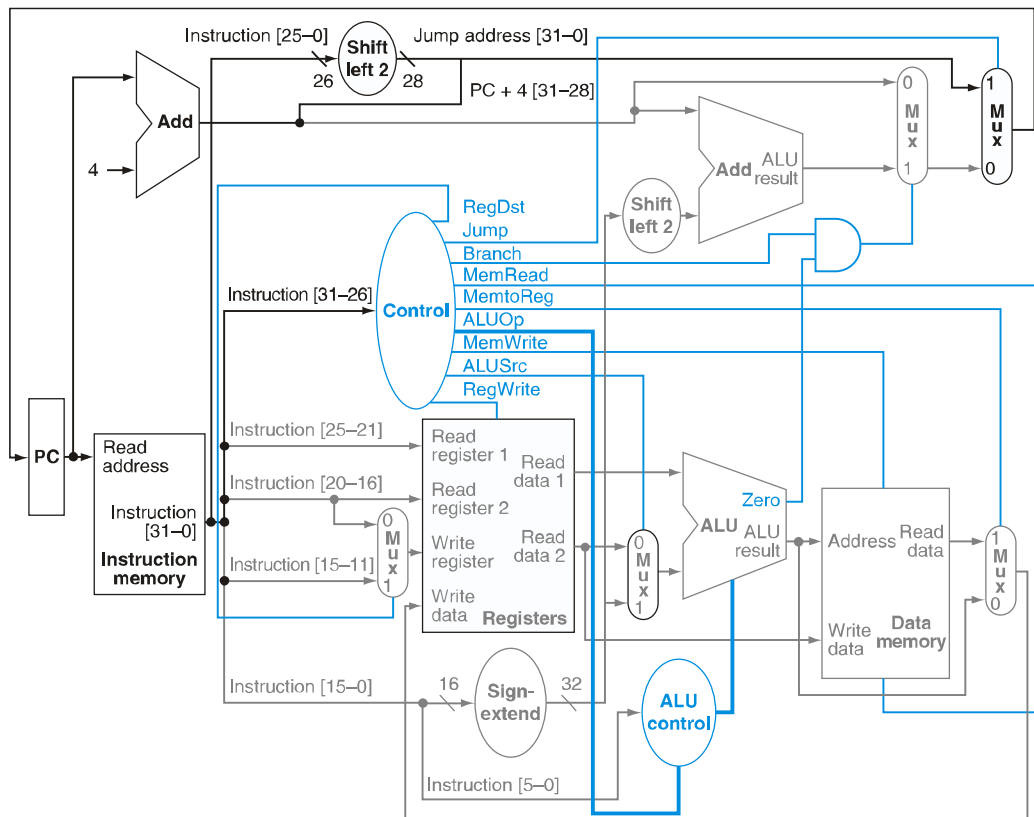 Instruction [25–0]
Shift
left 2
Jump address [31–0]
26
28
PC + 4 [31–28]
Add
4
0
M
u
x
1
1
M
u
x
0
Add
ALU
result
Shift
left 2
RegDst
Jump
Branch
MemRead
MemtoReg
ALUOp
MemWrite
ALUSrc
RegWrite
Instruction [31–26]
Control
PC
Read
address
Instruction
[31–0]
Instruction
memory
Instruction [25–21]
Instruction [20–16]
Instruction [15–11]
0
M
u
x
1
Read
register 1
Read
register 2
Write
register
Write
data
Read
data 1
Read
data 2
Registers
0
M
u
x
1
Zero
ALU
ALU
result
Address
Read
data
Write
data
Data
memory
1
M
u
x
0
Instruction [15–0]
16
Sign-
extend
32
ALU
control
Instruction [5–0]